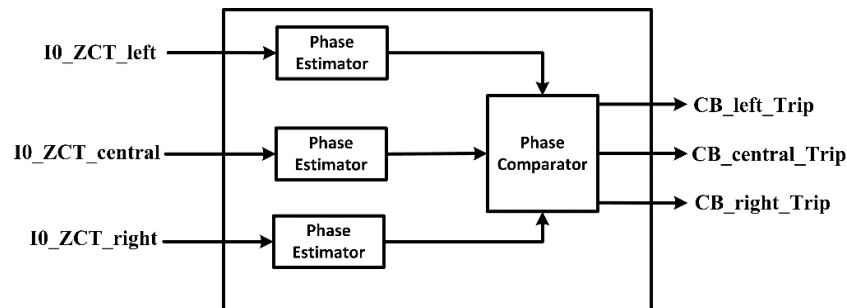 I0_ZCT_left
Phase
Estimator
I0_ZCT_central
Phase
Estimator
I0_ZCT_right
Phase
Estimator
Phase
Comparator
CB_left_Trip
CB_central_Trip
CB_right_Trip